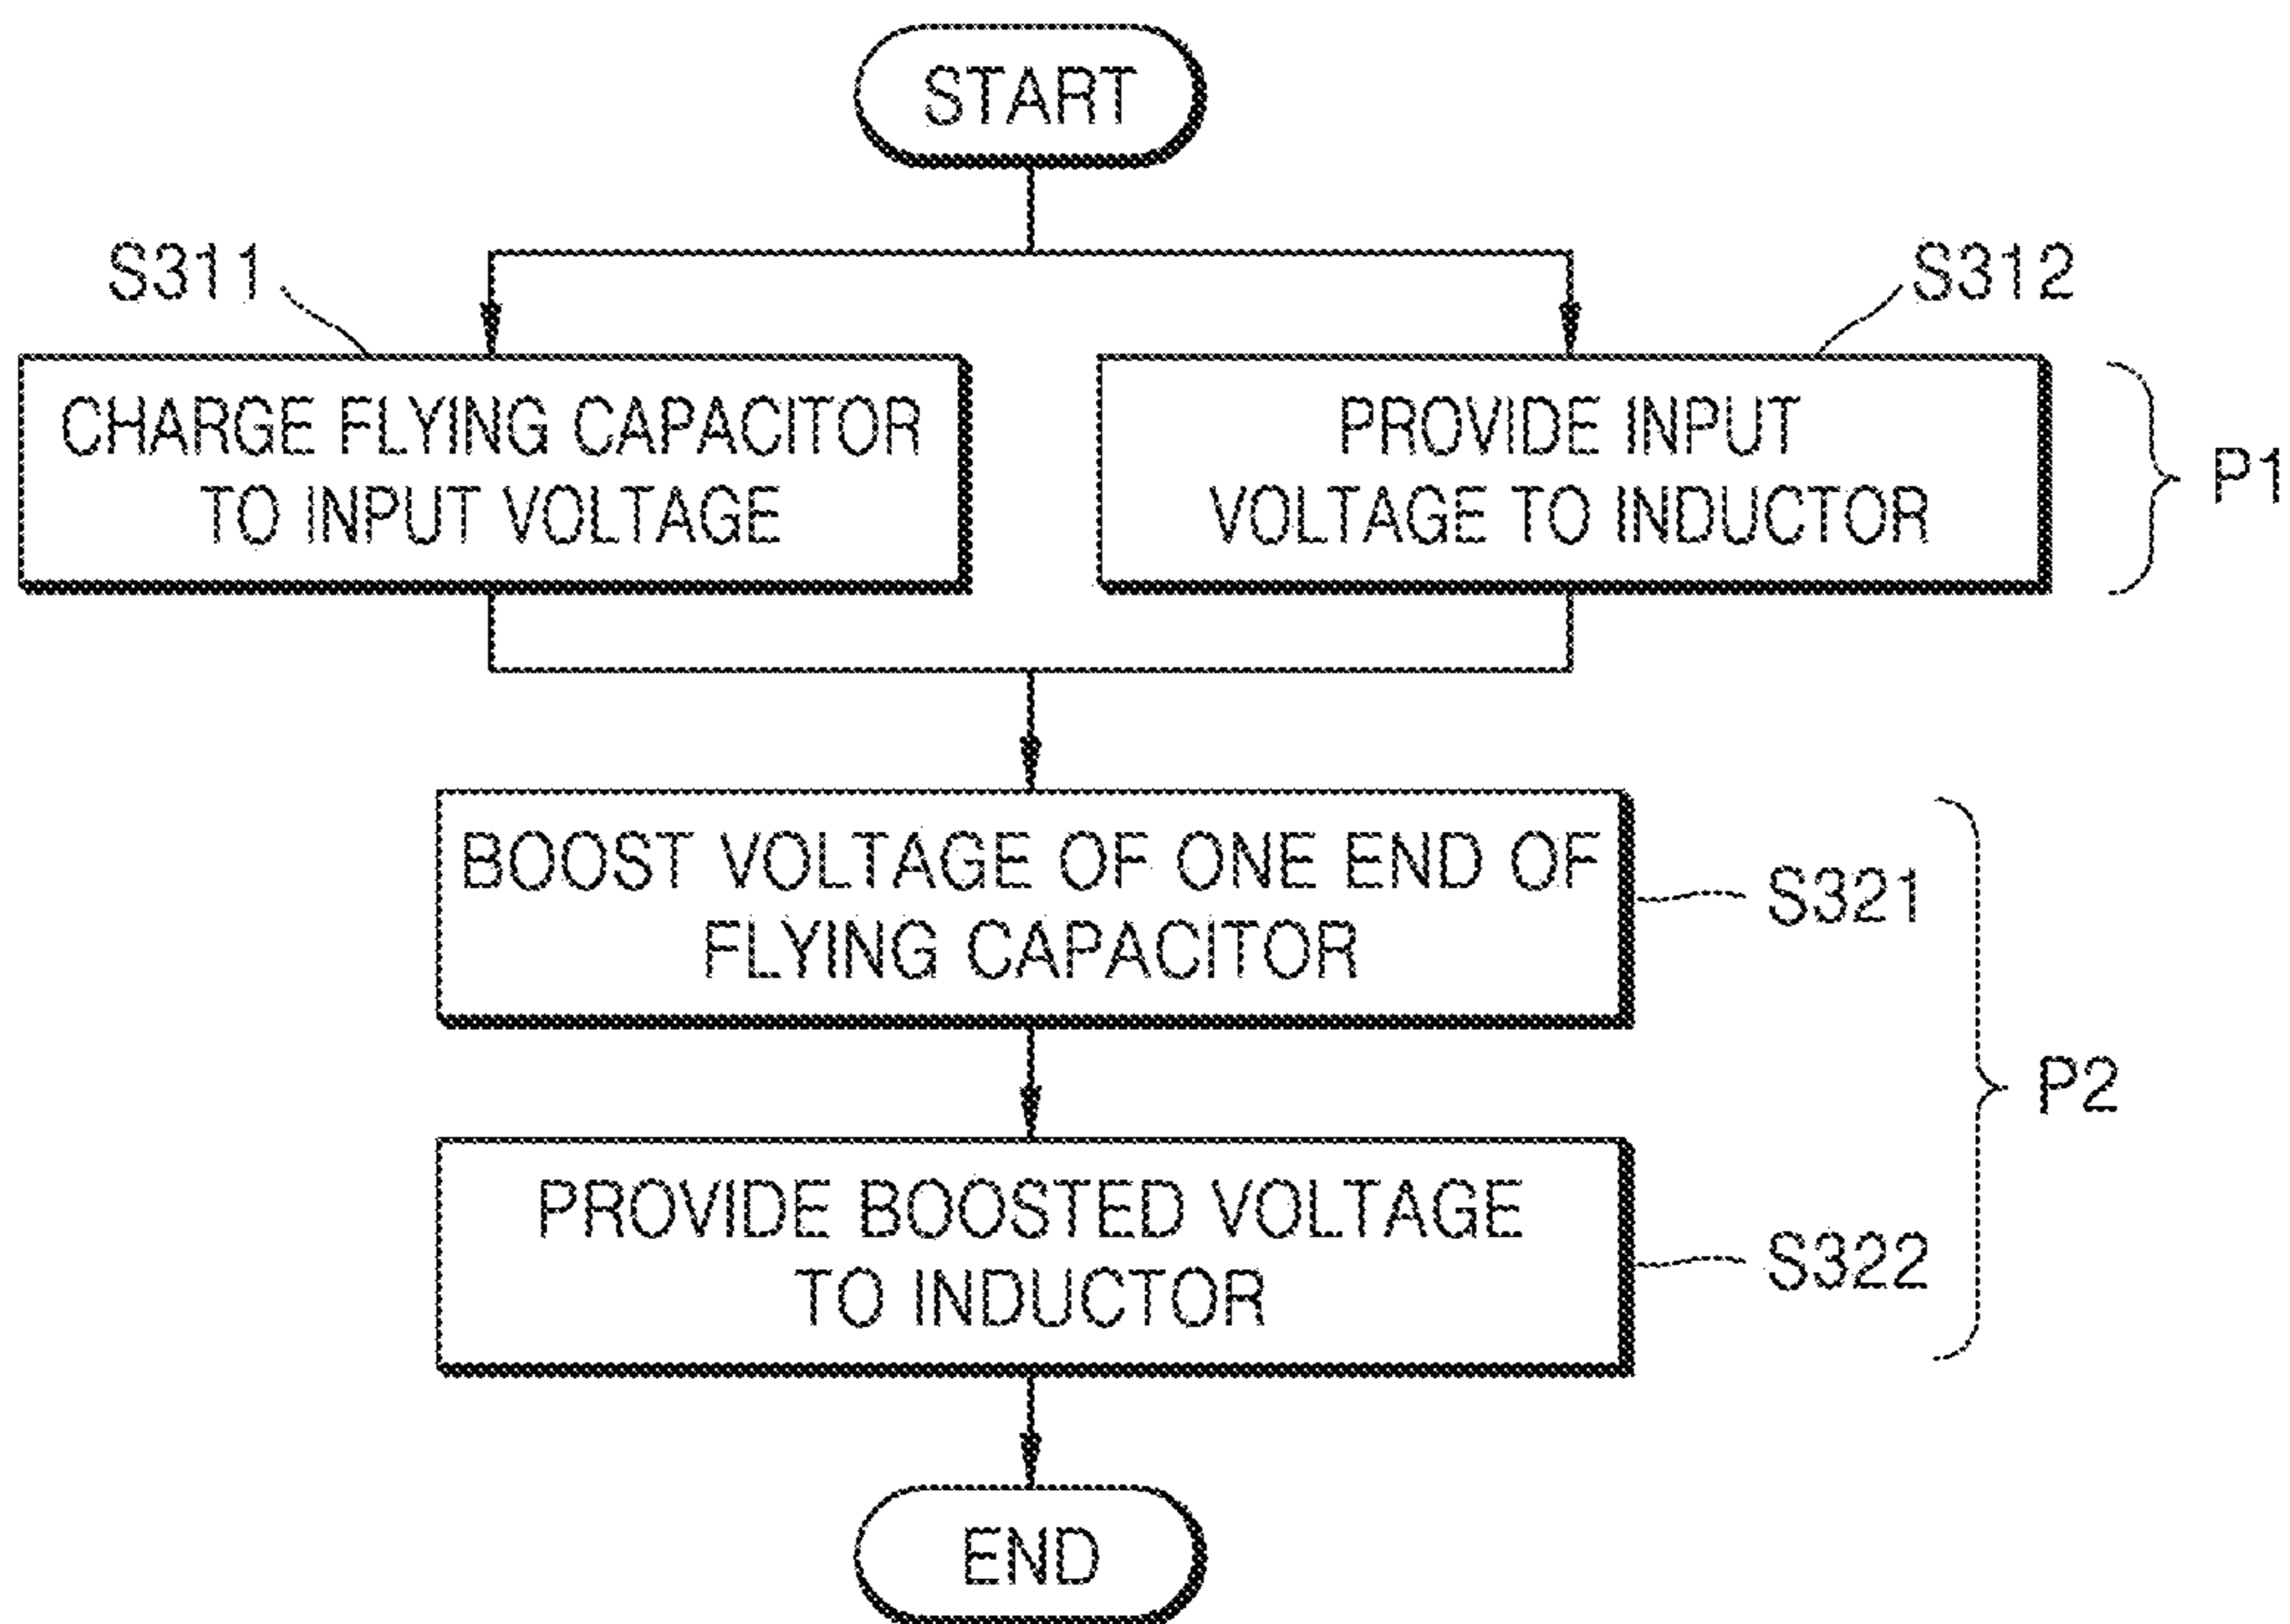 START
S311
S312
CHARGE FLYING CAPACITOR
TO INPUT VOLTAGE
PROVIDE INPUT
VOLTAGE TO INDUCTOR
P1
BOOST VOLTAGE OF ONE END OF
FLYING CAPACITOR
S321
P2
PROVIDE BOOSTED VOLTAGE
TO INDUCTOR
S322
END